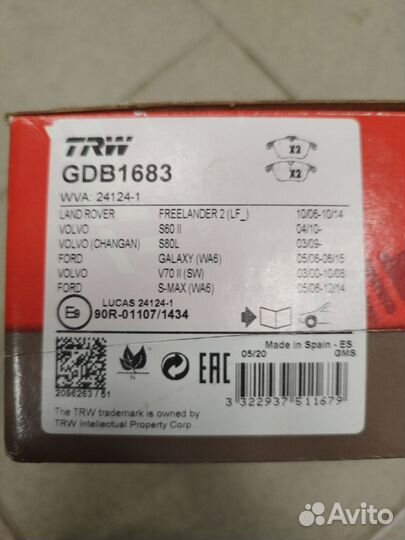 TRW
GDB1683
X2
X2
WVA: 24124-1
LAND ROVER FREELANDER 2 (LF_) 10/06-10/14
VOLVO S60 II 04/10-
VOLVO (CHANGAN) S80L 03/09-
FORD GALAXY (WA6) 05/06-06/15
VOLVO V70 II (SW) 03/00-10/08
FORD S-MAX (WA6) 05/06-12/14
LUCAS 24124-1
E9 90R-01107/1434
Made in Spain - ES
05/20 GMS
N
EAC
2096263/51
3 322937 511679
The TRW trademark is owned by
TRW Intellectual Property Corp.
Avito